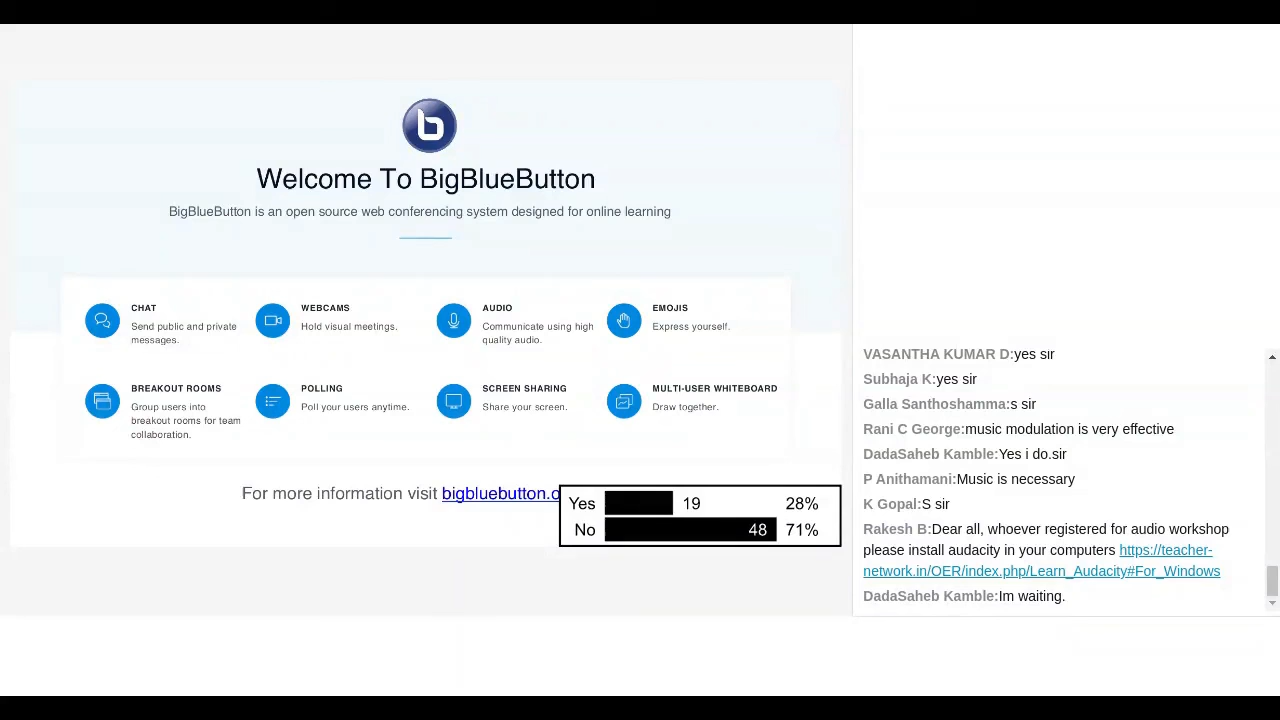 Welcome To BigBlueButton
BigBlueButton is an open source web conferencing system designed for online learning
CHAT
Send public and private
messages.
WEBCAMS
Hold visual meetings.
AUDIO
Communicate using high
quality audio.
EMOJIS
Express yourself.
BREAKOUT ROOMS
Group users into
breakout rooms for team
collaboration.
POLLING
Poll your users anytime.
SCREEN SHARING
Share your screen.
MULTI-USER WHITEBOARD
Draw together.
For more information visit bigbluebutton.o
Yes 19 28%
No 48 71%
VASANTHA KUMAR D:yes sir
Subhaja K:yes sir
Galla Santhoshamma:s sir
Rani C George:music modulation is very effective
DadaSaheb Kamble:Yes i do.sir
P Anithamani:Music is necessary
K Gopal:S sir
Rakesh B:Dear all, whoever registered for audio workshop
please install audacity in your computers https://teacher-
network.in/OER/index.php/Learn_Audacity#For_Windows
DadaSaheb Kamble:Im waiting.